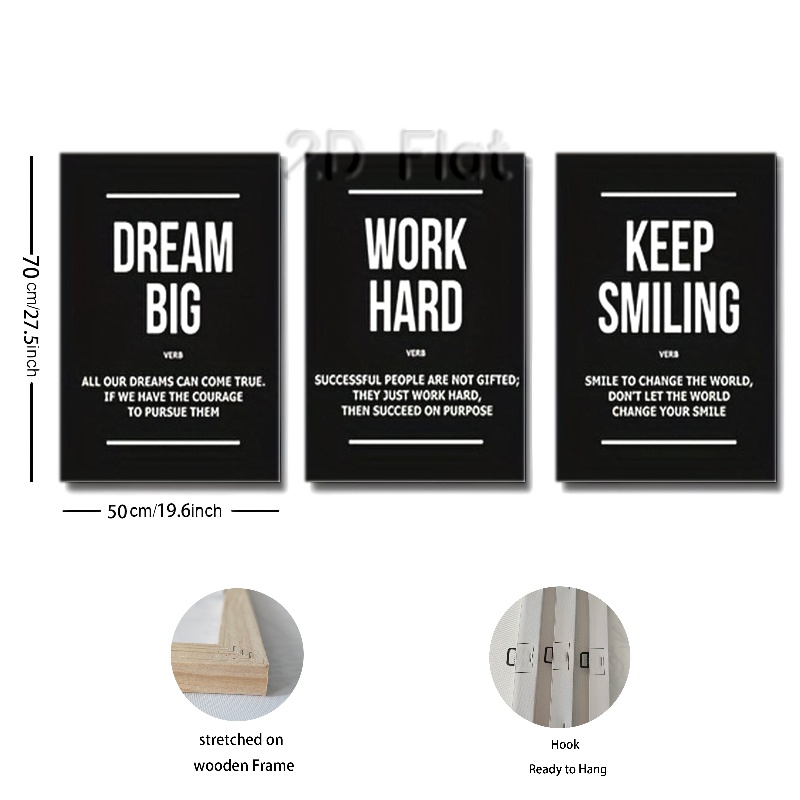 2D Flat
DREAM
BIG
VERB
ALL OUR DREAMS CAN COME TRUE.
IF WE HAVE THE COURAGE
TO PURSUE THEM
WORK
HARD
VERB
SUCCESSFUL PEOPLE ARE NOT GIFTED;
THEY JUST WORK HARD,
THEN SUCCEED ON PURPOSE
KEEP
SMILING
VERB
SMILE TO CHANGE THE WORLD,
DON'T LET THE WORLD
CHANGE YOUR SMILE
70cm/27.5inch
50cm/19.6inch
stretched on
wooden Frame
Hook
Ready to Hang